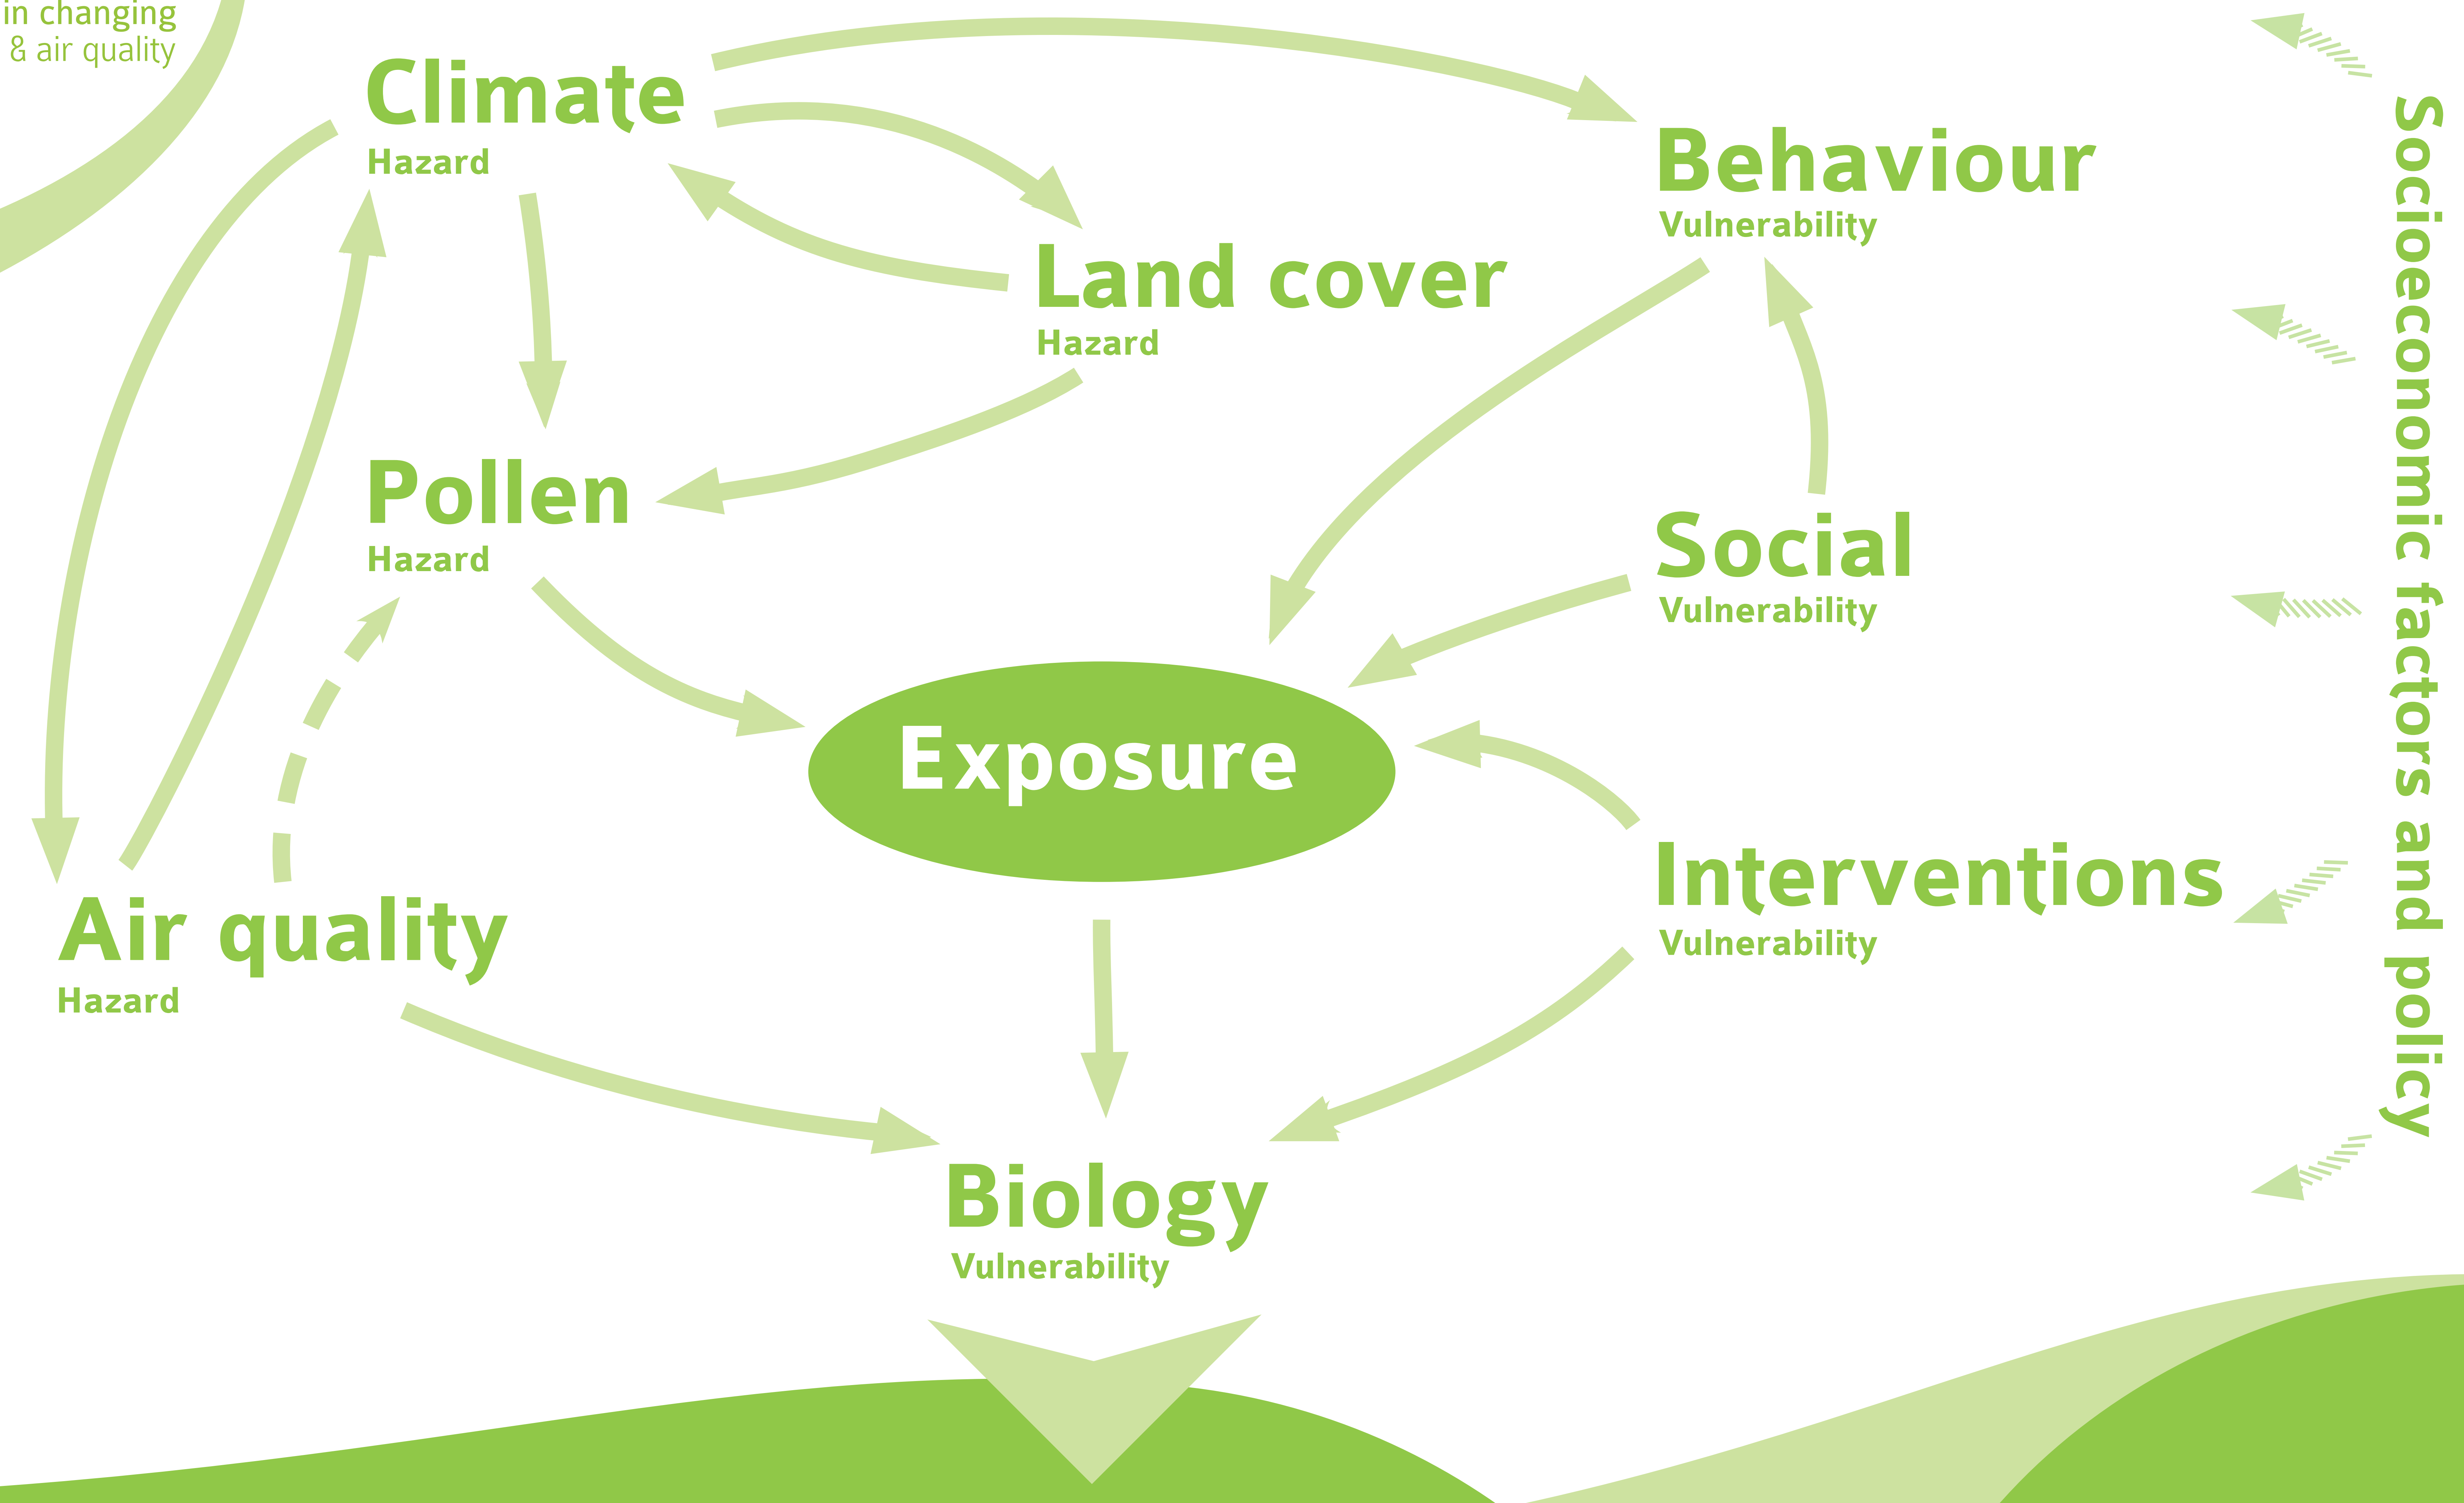 in changing
& air quality
Climate
Hazard
Behaviour
Vulnerability
Land cover
Hazard
Pollen
Hazard
Social
Vulnerability
Exposure
Interventions
Vulnerability
Air quality
Hazard
Biology
Vulnerability
Socioeconomic factors and policy